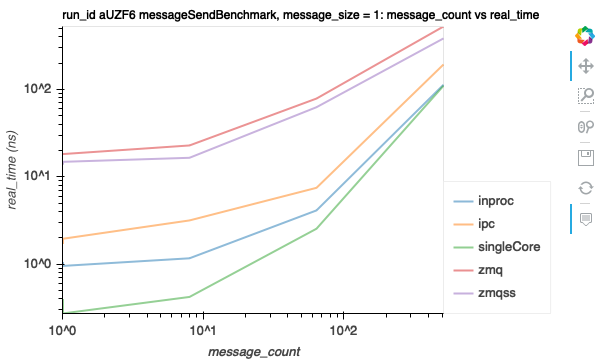 run_id aUZF6 messageSendBenchmark, message_size = 1: message_count vs real_time
real_time (ns)
10^2
10^1
10^0
10^0
10^1
10^2
message_count
inproc
ipc
singleCore
zmq
zmqss